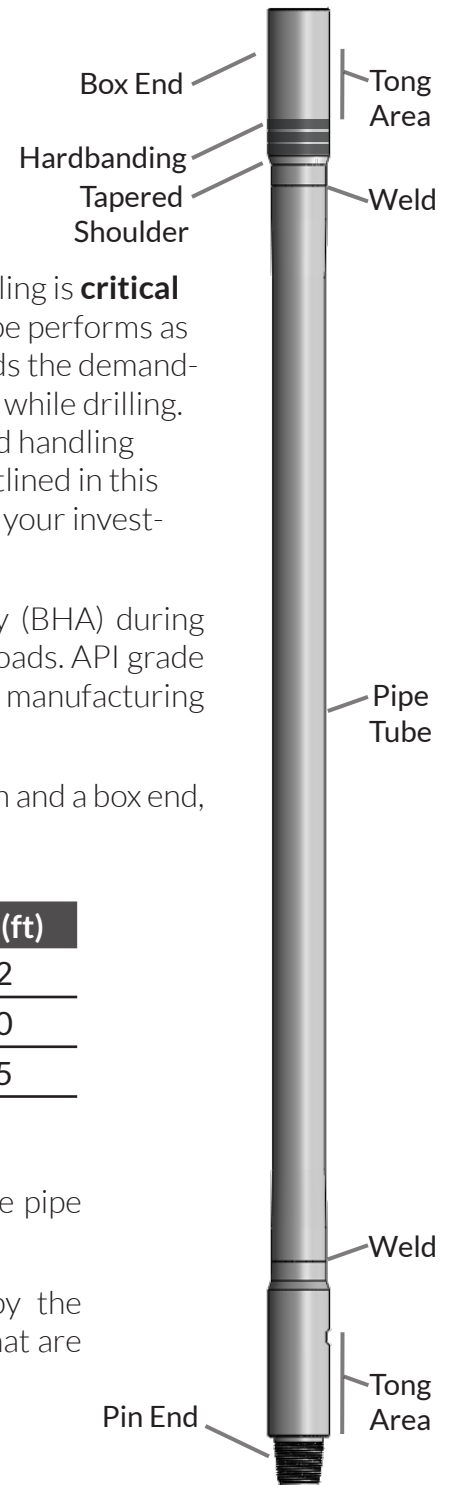 Box End
Tong
Area
Hardbanding
Tapered
Shoulder
Weld
ling is critical
pe performs as
ds the demand-
while drilling.
d handling
tlined in this
your invest-
y (BHA) during
oads. API grade
manufacturing
Pipe
Tube
n and a box end,
(ft)
2
0
5
e pipe
Weld
by the
hat are
Tong
Area
Pin End